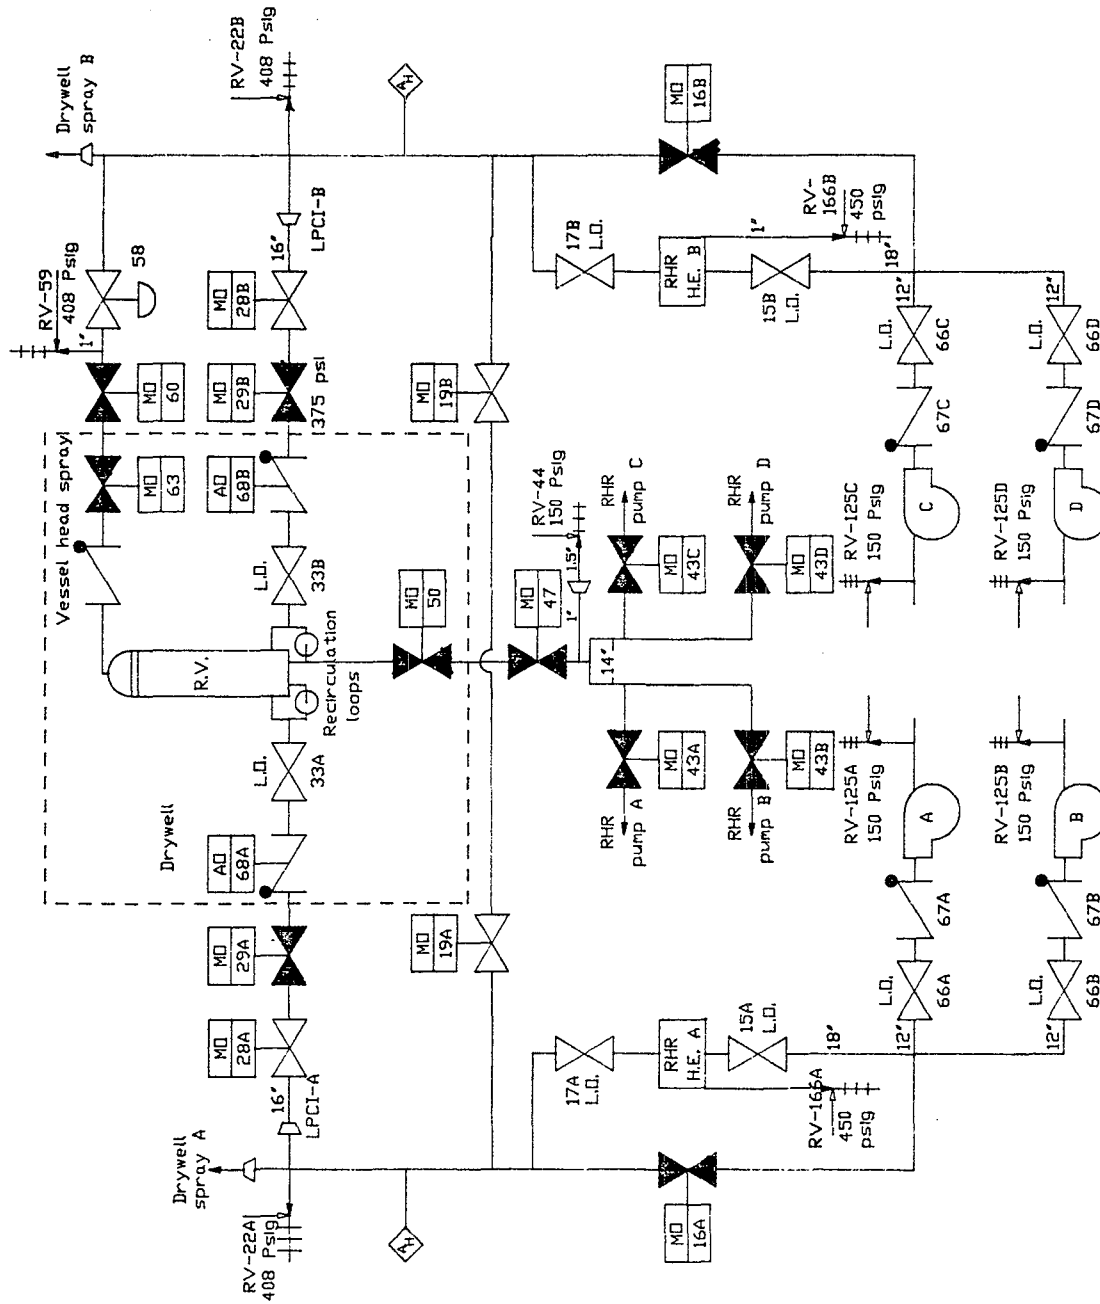 Drywell
spray B
RV-22B
408 Psig
AH
MO
16B
RV-59
408 Psig
1"
58
MO
60
MO
28B
16"
LPCI-B
MO
29B
375 psi
MO
19B
17B
L.O.
RHR
H.E. B
1"
RV-
166B
450
psig
15B
L.O.
18"
12"
L.O.
66C
12"
L.O.
66D
Vessel head spray
MO
63
AO
68B
L.O.
33B
MO
50
MO
47
RV-44
150 Psig
1.5"
1"
14"
RHR
pump C
MO
43C
RHR
pump D
MO
43D
RV-125C
150 Psig
C
67C
RV-125D
150 Psig
D
67D
R.V.
Recirculation
loops
L.O.
33A
Drywell
AO
68A
MO
29A
MO
28A
16"
LPCI-A
MO
19A
RHR
pump A
MO
43A
RHR
pump B
MO
43B
RV-125A
150 Psig
A
67A
RV-125B
150 Psig
B
67B
L.O.
66A
12"
L.O.
66B
12"
17A
L.O.
RHR
H.E. A
15A
L.O.
18"
RV-166A
450
psig
Drywell
spray A
RV-22A
408 Psig
AH
MO
16A